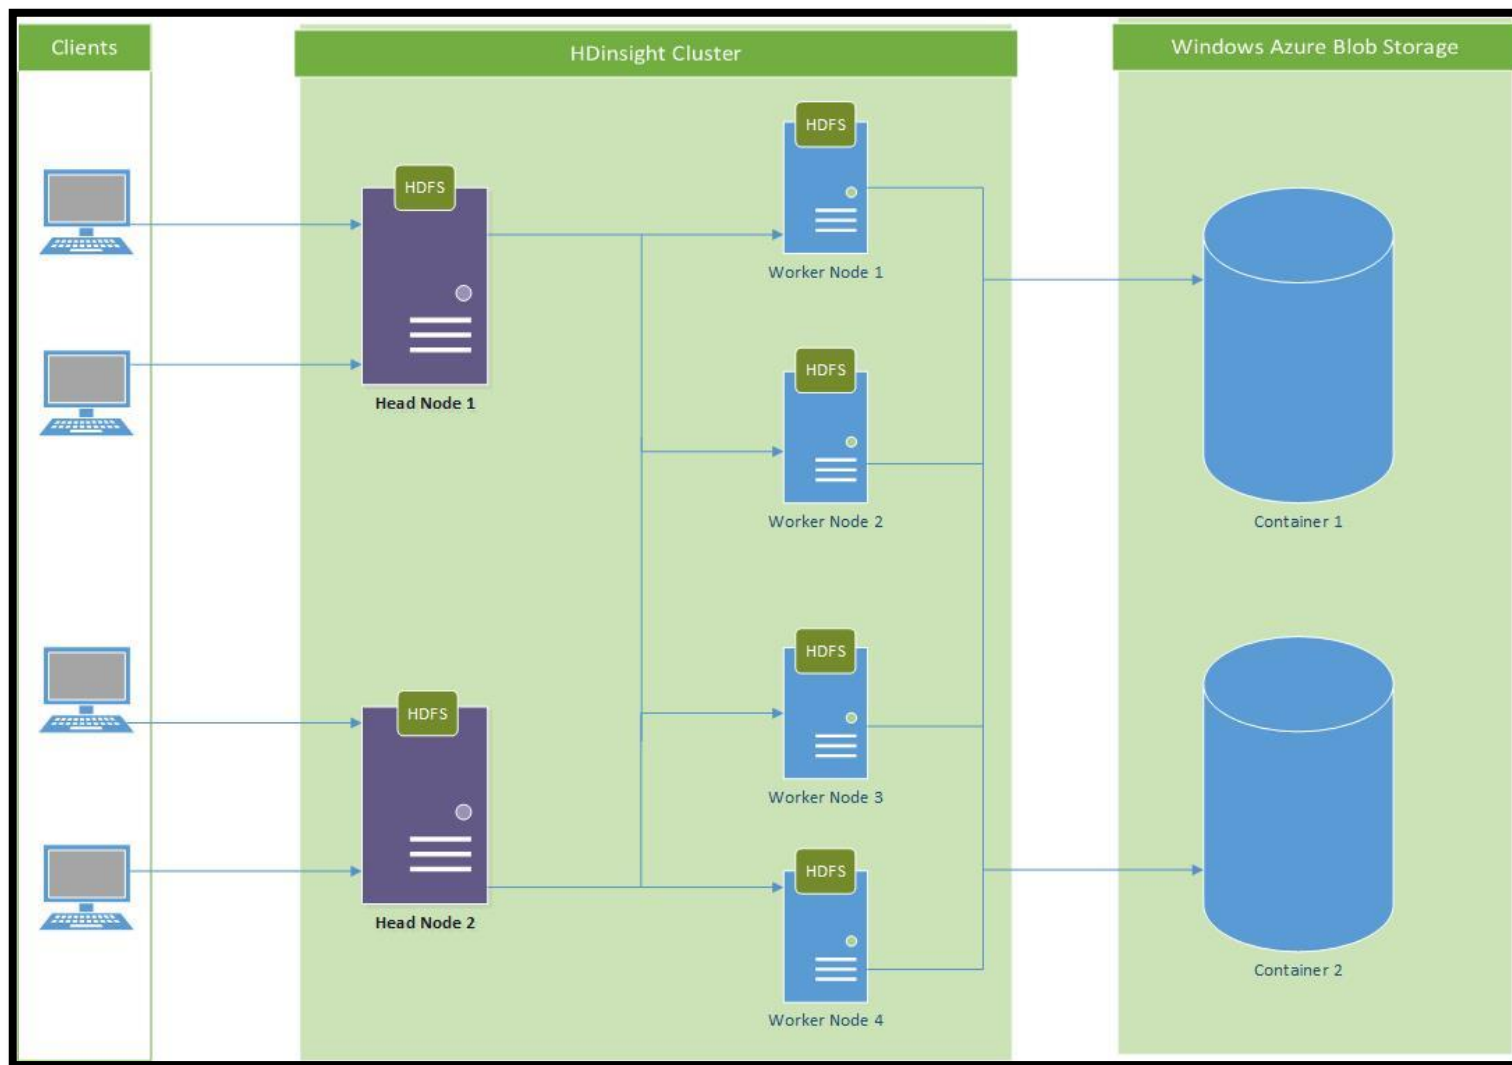 Clients
HDinsight Cluster
Windows Azure Blob Storage
HDFS
HDFS
Worker Node 1
Head Node 1
HDFS
Worker Node 2
Container 1
HDFS
Worker Node 3
HDFS
Head Node 2
HDFS
Worker Node 4
Container 2